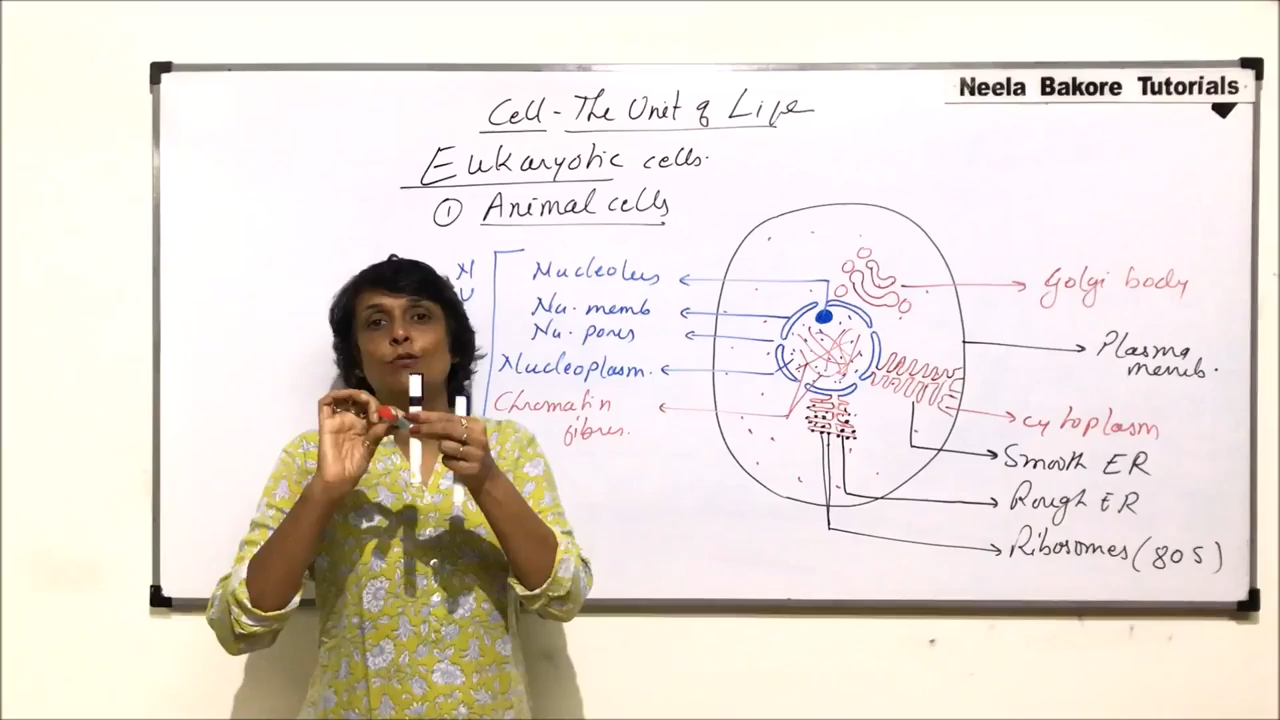 Neela Bakore Tutorials
Cell - The Unit of Life
Eukaryotic cells.
① Animal cells
N
U
Nucleolus
Nu. memb
Nu. pores
Nucleoplasm.
Chromatin
fibres.
Golgi body
Plasma
memb.
Cytoplasm
Smooth ER
Rough ER
Ribosomes (80S)